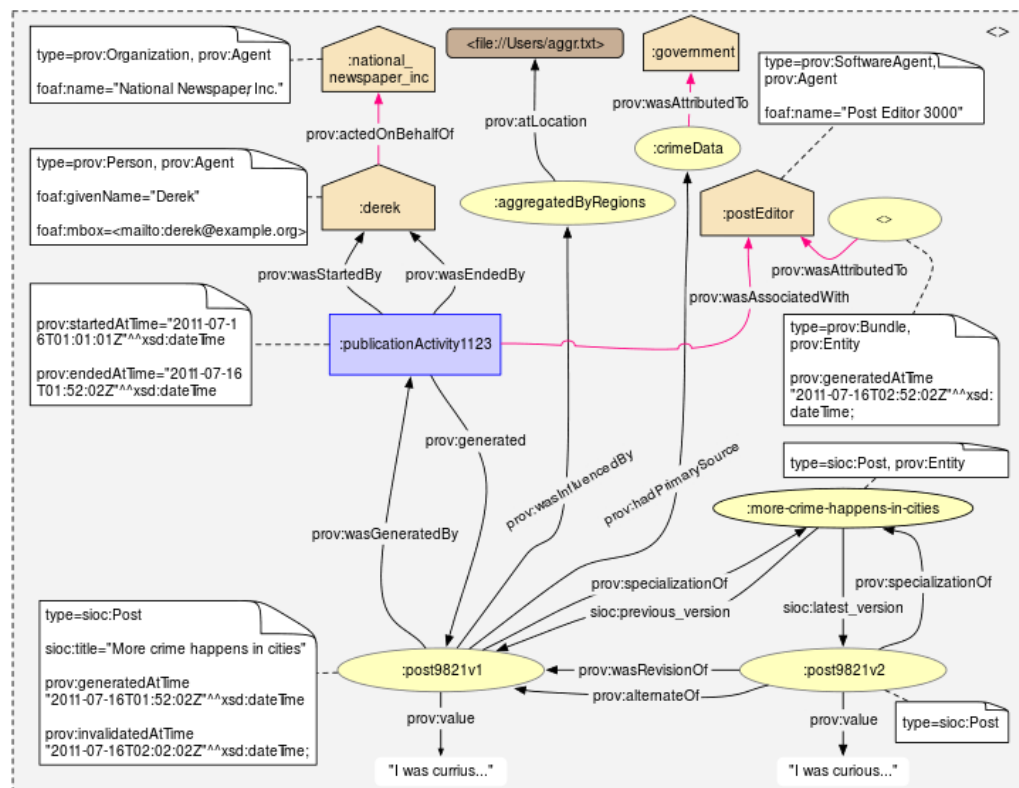 <>
type=prov:Organization, prov:Agent
foaf:name="National Newspaper, Inc."
:national_
newspaper_inc
<file://Users/aggr.txt>
:government
type=prov:SoftwareAgent,
prov:Agent
foaf:name="Post Editor 3000"
prov:actedOnBehalfOf
prov:atLocation
prov:wasAttributedTo
:crimeData
type=prov:Person, prov:Agent
foaf:givenName="Derek"
foaf:mbox=<mailto:derek@example.org>
:derek
:aggregatedByRegions
:postEditor
<>
prov:wasStartedBy
prov:wasEndedBy
prov:wasAttributedTo
prov:wasAssociatedWith
prov:startedAtTime="2011-07-1
6T01:01:01Z"^^xsd:dateTime
prov:endedAtTime="2011-07-16
T01:52:02Z"^^xsd:dateTime
:publicationActivity1123
type=prov:Bundle,
prov:Entity
prov:generatedAtTime
"2011-07-16T02:52:02Z"^^xsd:
dateTime;
prov:generated
prov:wasInfluencedBy
prov:hadPrimarySource
type=sioc:Post, prov:Entity
:more-crime-happens-in-cities
prov:wasGeneratedBy
prov:specializationOf
sioc:previous_version
prov:specializationOf
sioc:latest_version
type=sioc:Post
sioc:title="More crime happens in cities"
prov:generatedAtTime
"2011-07-16T01:52:02Z"^^xsd:dateTime
prov:invalidatedAtTime
"2011-07-16T02:02:02Z"^^xsd:dateTime;
:post9821v1
prov:wasRevisionOf
prov:alternateOf
:post9821v2
prov:value
prov:value
type=sioc:Post
"I was currius..."
"I was curious..."